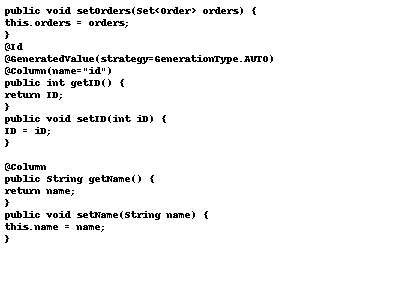 public void setOrders(Set<Order> orders) {
this.orders = orders;
}
@Id
@GeneratedValue(strategy=GenerationType.AUTO)
@Column(name="id")
public int getID() {
return ID;
}
public void setID(int iD) {
ID = iD;
}
@Column
public String getName() {
return name;
}
public void setName(String name) {
this.name = name;
}